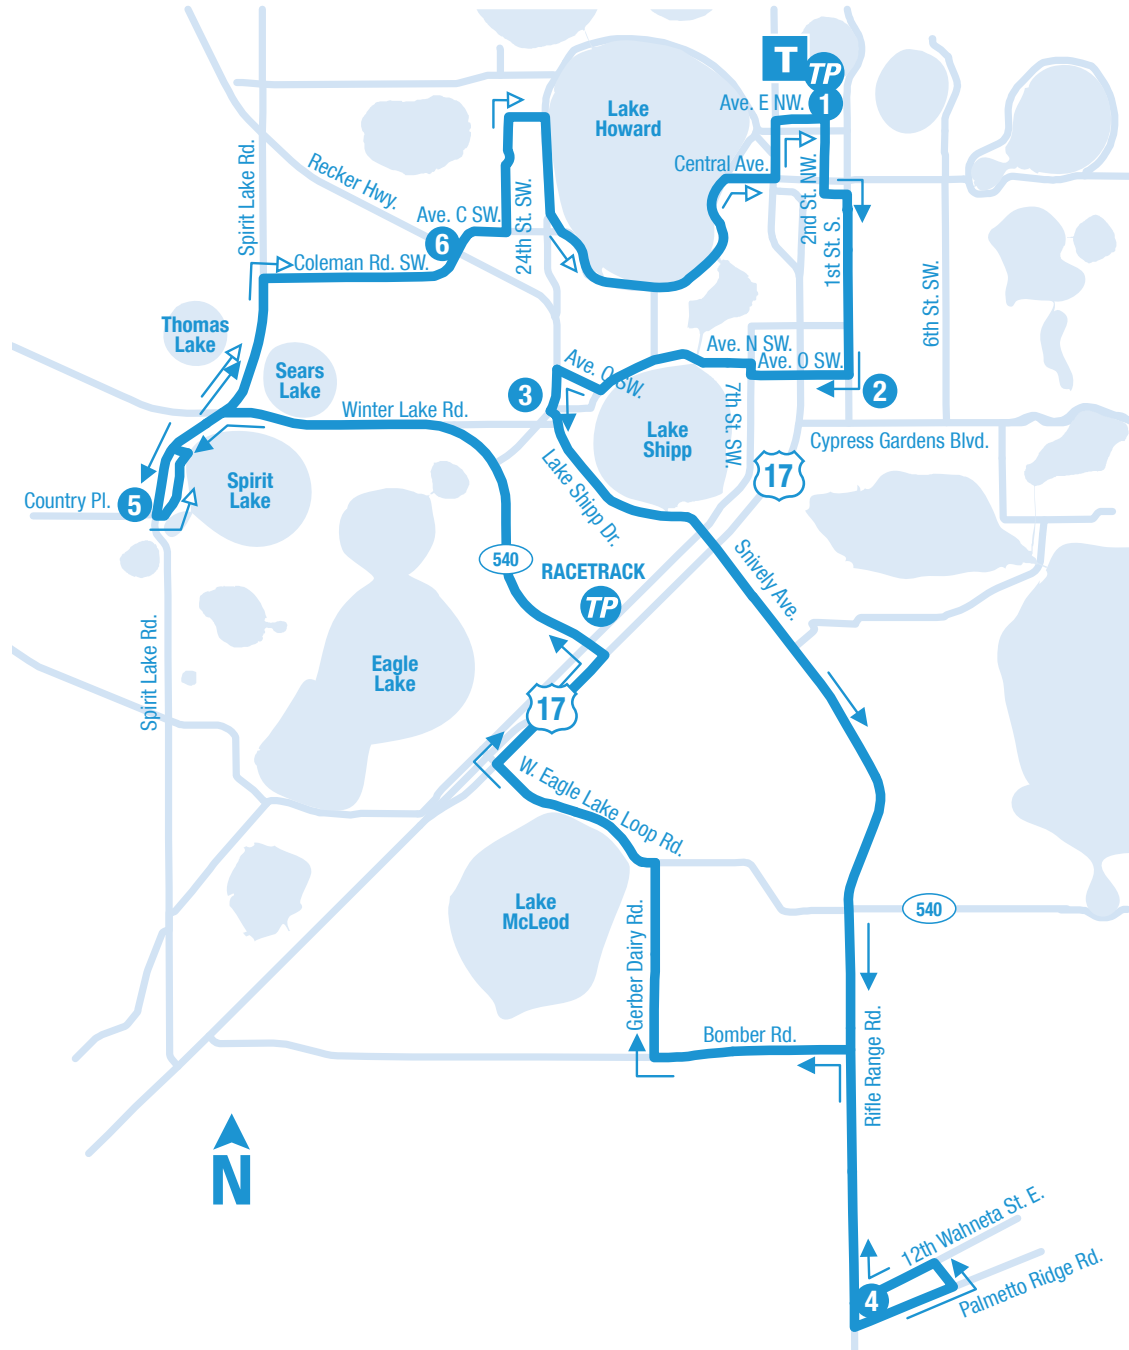 T
TP
Ave. E NW.
1
Lake
Howard
Central Ave.
Recker Hwy.
Spirit Lake Rd.
Ave. C SW.
6
24th St. SW.
2nd St. NW.
1st St. S.
Coleman Rd. SW.
6th St. SW.
Thomas
Lake
Sears
Lake
Ave. O SW.
Ave. N SW.
Ave. O SW.
3
2
7th St. SW.
Winter Lake Rd.
Lake
Shipp
Cypress Gardens Blvd.
17
Lake Shipp Dr.
Spirit
Lake
Country Pl.
5
540
RACETRACK
TP
Snively Ave.
Spirit Lake Rd.
Eagle
Lake
17
W. Eagle Lake Loop Rd.
Lake
McLeod
540
Gerber Dairy Rd.
Bomber Rd.
Rifle Range Rd.
N
12th Wahneta St. E.
4
Palmetto Ridge Rd.